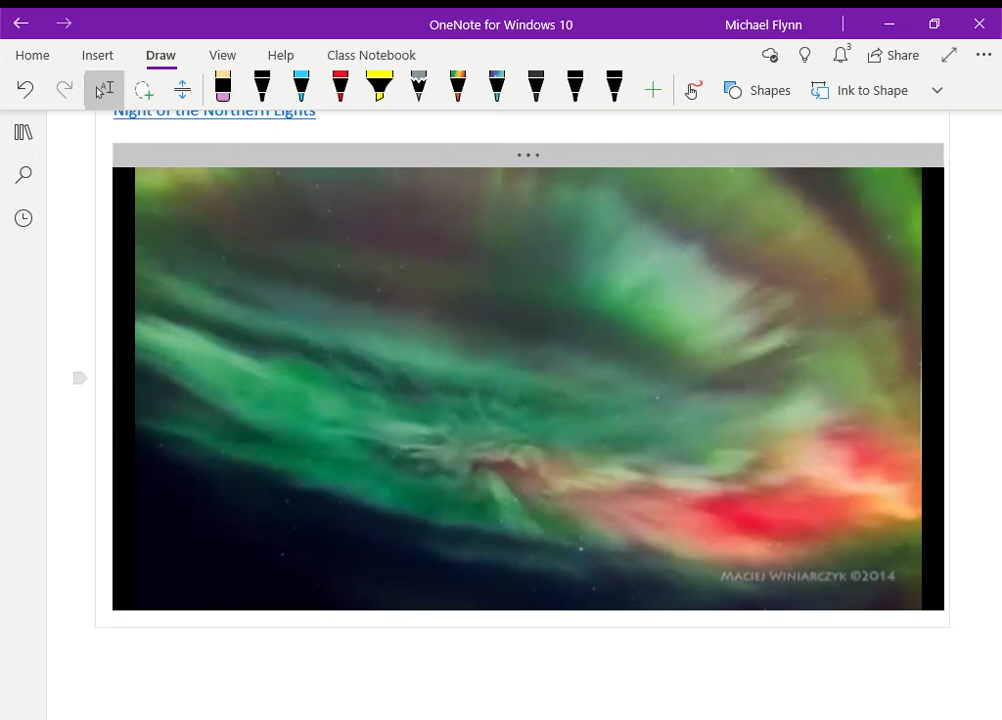 OneNote for Windows 10
Michael Flynn
Home
Insert
Draw
View
Help
Class Notebook
3
Share
Shapes
Ink to Shape
Night of the Northern Lights
MACIEJ WINIARCZYK ©2014